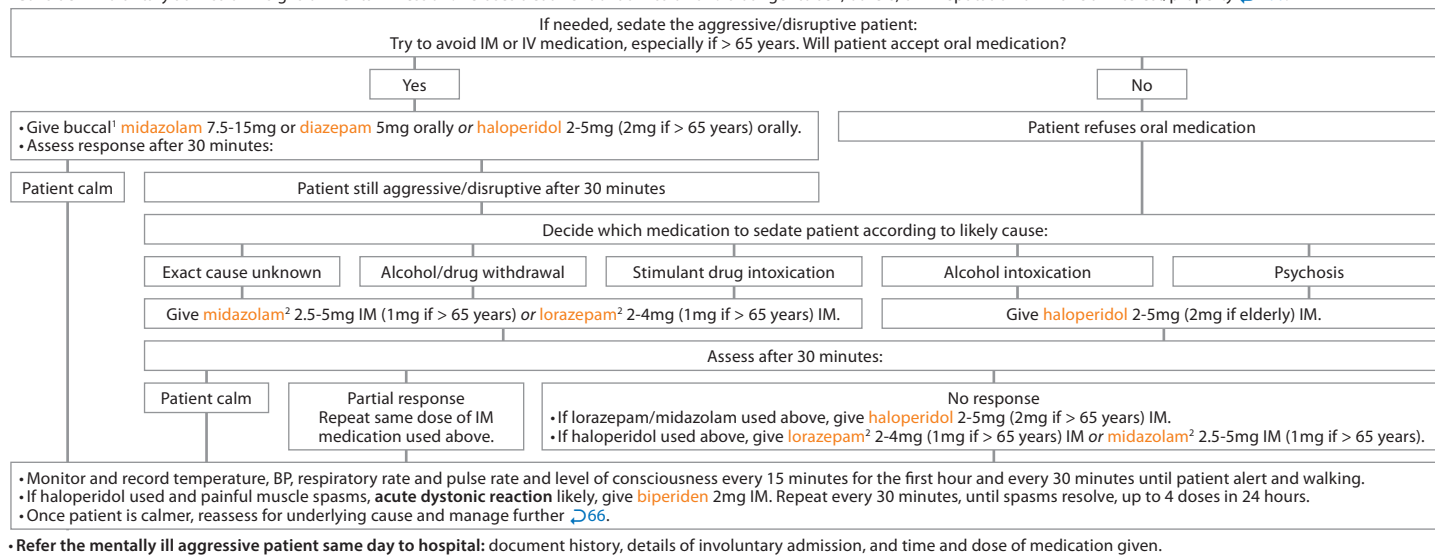 If needed, sedate the aggressive/disruptive patient:
Try to avoid IM or IV medication, especially if > 65 years. Will patient accept oral medication?
Yes
No
• Give buccal¹ midazolam 7.5-15mg or diazepam 5mg orally or haloperidol 2-5mg (2mg if > 65 years) orally.
• Assess response after 30 minutes:
Patient refuses oral medication
Patient calm
Patient still aggressive/disruptive after 30 minutes
Decide which medication to sedate patient according to likely cause:
Exact cause unknown
Alcohol/drug withdrawal
Stimulant drug intoxication
Alcohol intoxication
Psychosis
Give midazolam² 2.5-5mg IM (1mg if > 65 years) or lorazepam² 2-4mg (1mg if > 65 years) IM.
Give haloperidol 2-5mg (2mg if elderly) IM.
Assess after 30 minutes:
Patient calm
Partial response
Repeat same dose of IM
medication used above.
No response
• If lorazepam/midazolam used above, give haloperidol 2-5mg (2mg if > 65 years) IM.
• If haloperidol used above, give lorazepam² 2-4mg (1mg if > 65 years) IM or midazolam² 2.5-5mg IM (1mg if > 65 years).
• Monitor and record temperature, BP, respiratory rate and pulse rate and level of consciousness every 15 minutes for the first hour and every 30 minutes until patient alert and walking.
• If haloperidol used and painful muscle spasms, acute dystonic reaction likely, give biperiden 2mg IM. Repeat every 30 minutes, until spasms resolve, up to 4 doses in 24 hours.
• Once patient is calmer, reassess for underlying cause and manage further 66.
• Refer the mentally ill aggressive patient same day to hospital: document history, details of involuntary admission, and time and dose of medication given.